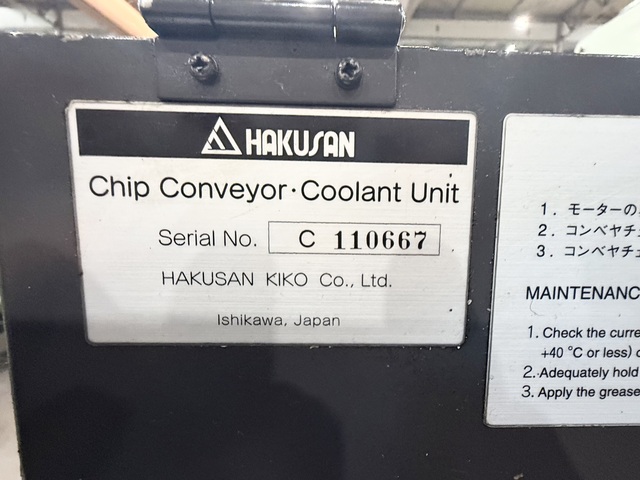 HAKUSAN
Chip Conveyor·Coolant Unit
Serial No. C 110667
HAKUSAN KIKO Co., Ltd.
Ishikawa, Japan
1. モーターの
2. コンベヤチ
3. コンベヤチ
MAINTENANC
1. Check the curre
+40 °C or less)
2. Adequately hold
3. Apply the grease